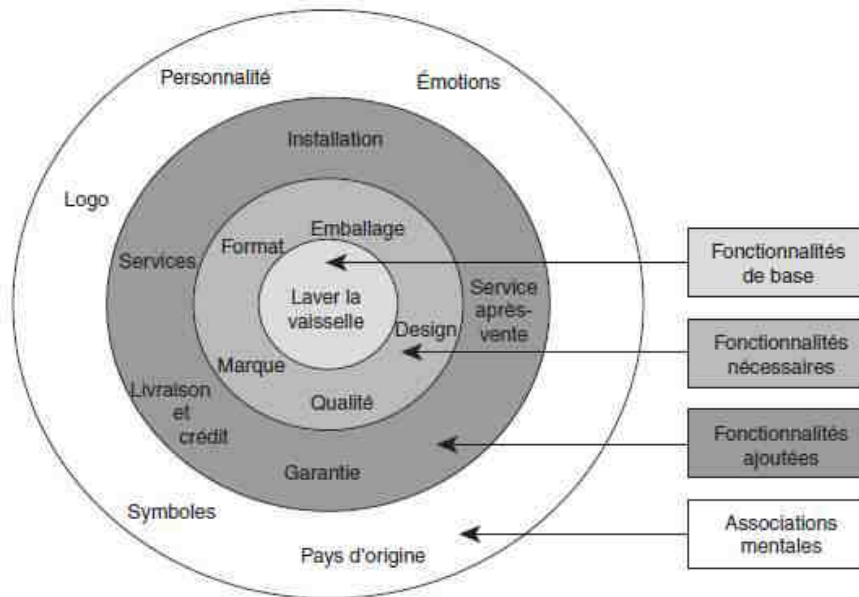 Personnalité
Émotions
Installation
Logo
Emballage
Format
Services
Fonctionnalités
de base
Laver la
vaisselle
Service
après-
vente
Design
Fonctionnalités
nécessaires
Marque
Livraison
et
crédit
Qualité
Fonctionnalités
ajoutées
Garantie
Symboles
Associations
mentales
Pays d'origine